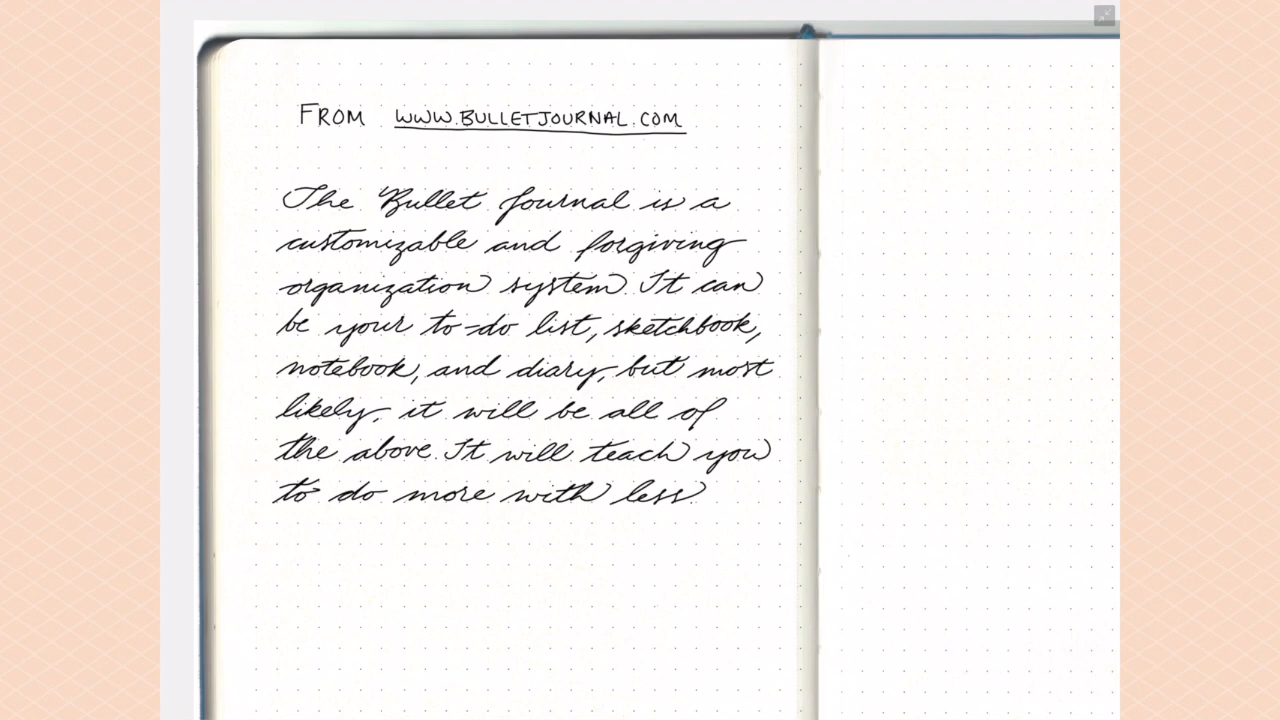 FROM WWW.BULLETJOURNAL.COM
The Bullet Journal is a
customizable and forgiving
organization system. It can
be your to-do list, sketchbook,
notebook, and diary, but most
likely, it will be all of
the above. It will teach you
to do more with less